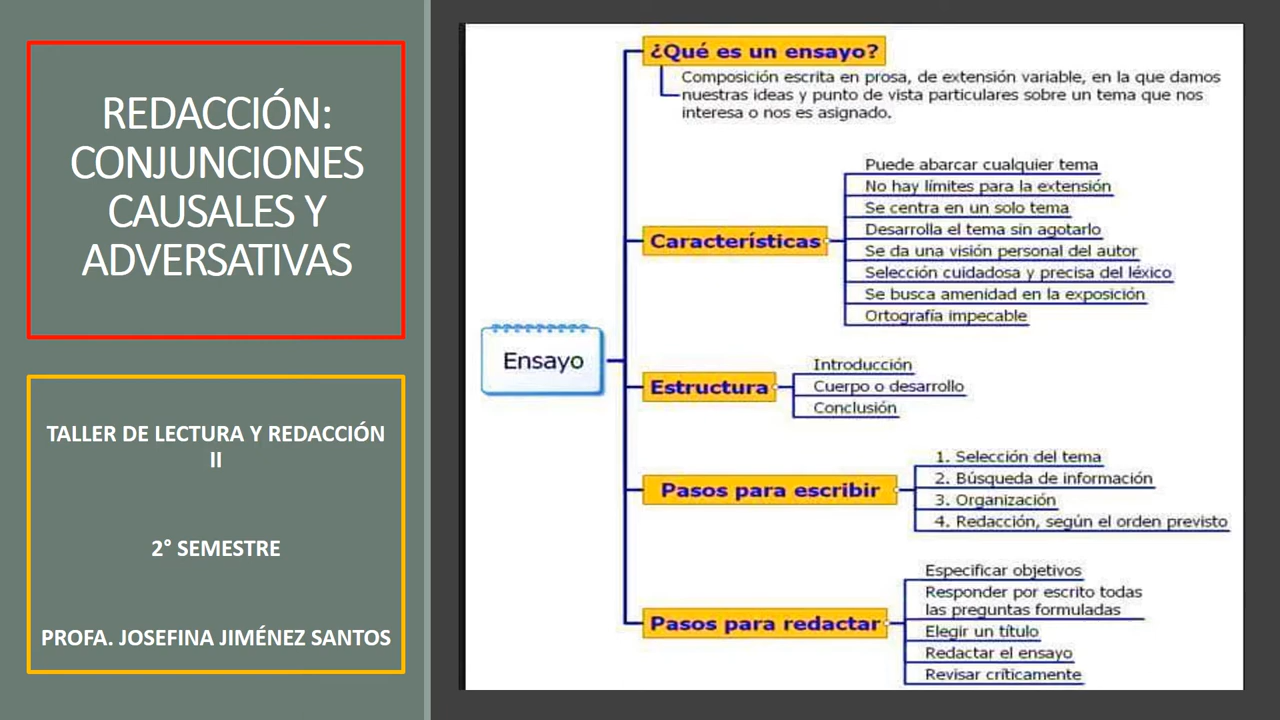 REDACCIÓN:
CONJUNCIONES
CAUSALES Y
ADVERSATIVAS
TALLER DE LECTURA Y REDACCIÓN
II
2° SEMESTRE
PROFA. JOSEFINA JIMÉNEZ SANTOS
Ensayo
¿Qué es un ensayo?
Composición escrita en prosa, de extensión variable, en la que damos
nuestras ideas y punto de vista particulares sobre un tema que nos
interesa o nos es asignado.
Características
Puede abarcar cualquier tema
No hay límites para la extensión
Se centra en un solo tema
Desarrolla el tema sin agotarlo
Se da una visión personal del autor
Selección cuidadosa y precisa del léxico
Se busca amenidad en la exposición
Ortografía impecable
Estructura
Introducción
Cuerpo o desarrollo
Conclusión
Pasos para escribir
1. Selección del tema
2. Búsqueda de información
3. Organización
4. Redacción, según el orden previsto
Pasos para redactar
Especificar objetivos
Responder por escrito todas
las preguntas formuladas
Elegir un título
Redactar el ensayo
Revisar críticamente